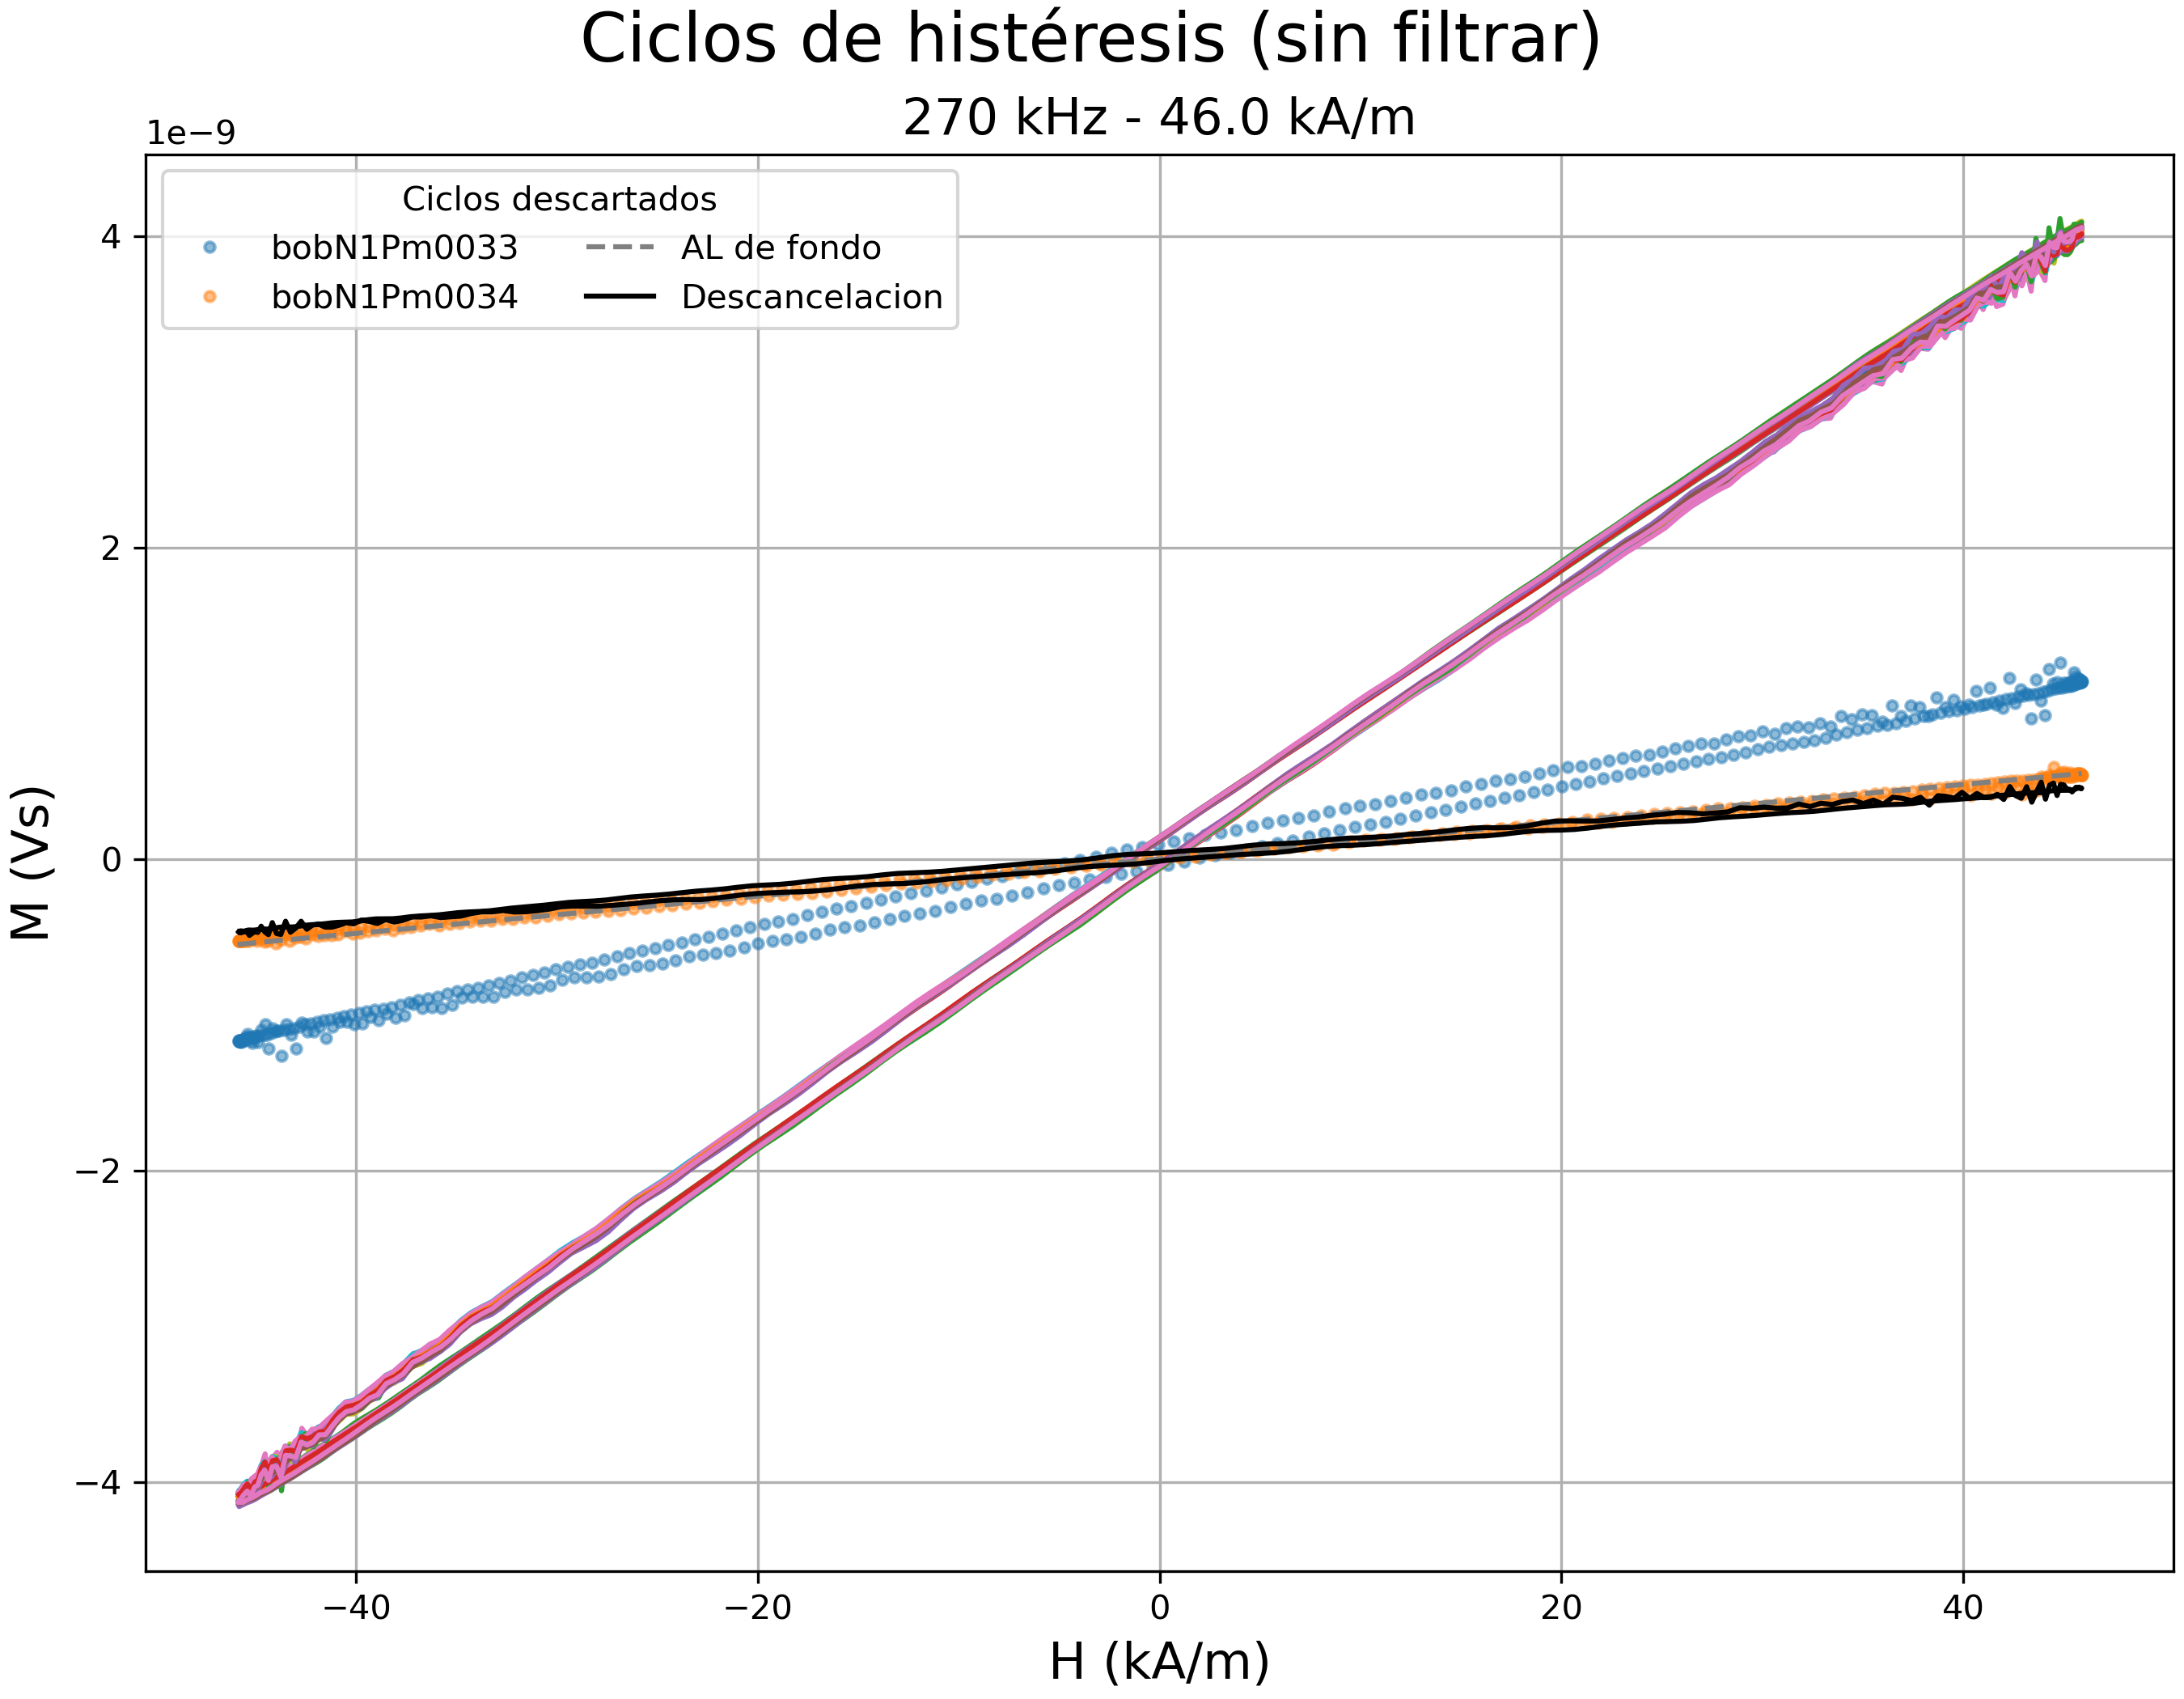 Ciclos de histéresis (sin filtrar)
270 kHz - 46.0 kA/m
1e−9
Ciclos descartados
bobN1Pm0033
bobN1Pm0034
AL de fondo
Descancelacion
4
2
0
−2
−4
M (Vs)
−40
−20
0
20
40
H (kA/m)